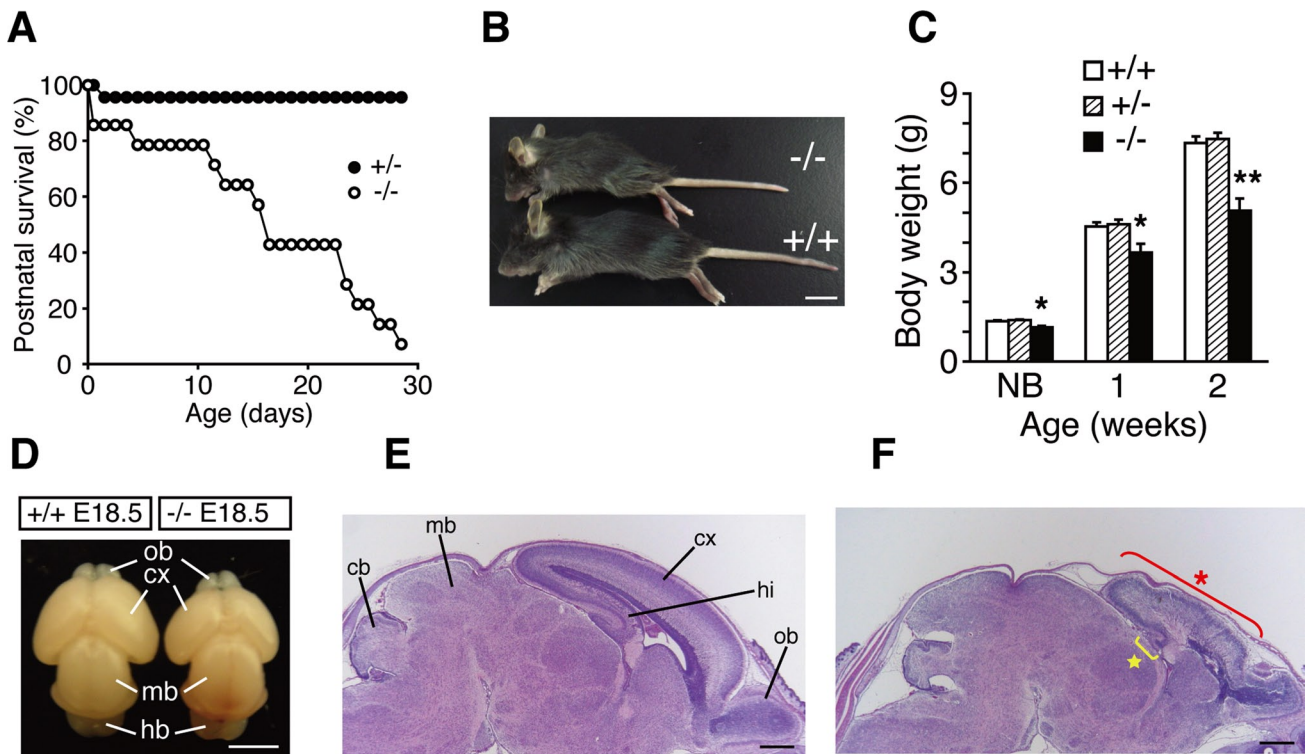 A
Postnatal survival (%)
100
80
60
40
20
0
+/-
-/-
0 10 20 30
Age (days)
B
-/-
+/+
C
+/+
+/-
-/-
Body weight (g)
9
6
3
0
*
*
**
NB 1 2
Age (weeks)
D
+/+ E18.5
-/- E18.5
ob
cx
mb
hb
E
cb
mb
cx
hi
ob
F
*